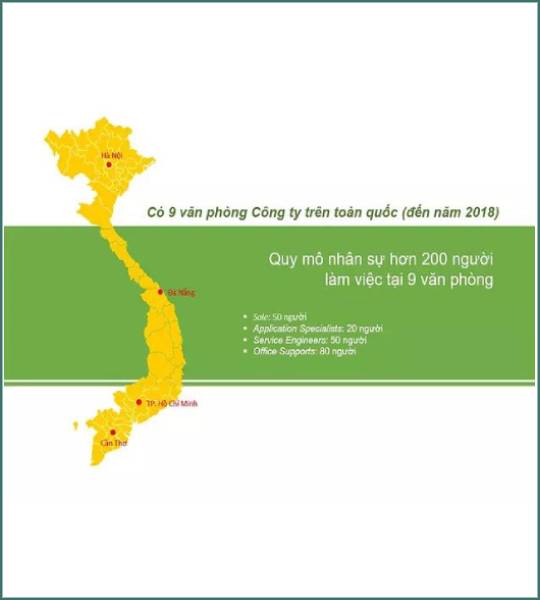 Hà Nội
Có 9 văn phòng Công ty trên toàn quốc (đến năm 2018)
Quy mô nhân sự hơn 200 người
làm việc tại 9 văn phòng
Đà Nẵng
Sale: 50 người
Application Specialists: 20 người
Service Engineers: 50 người
Office Supports: 80 người
TP. Hồ Chí Minh
Cần Thơ